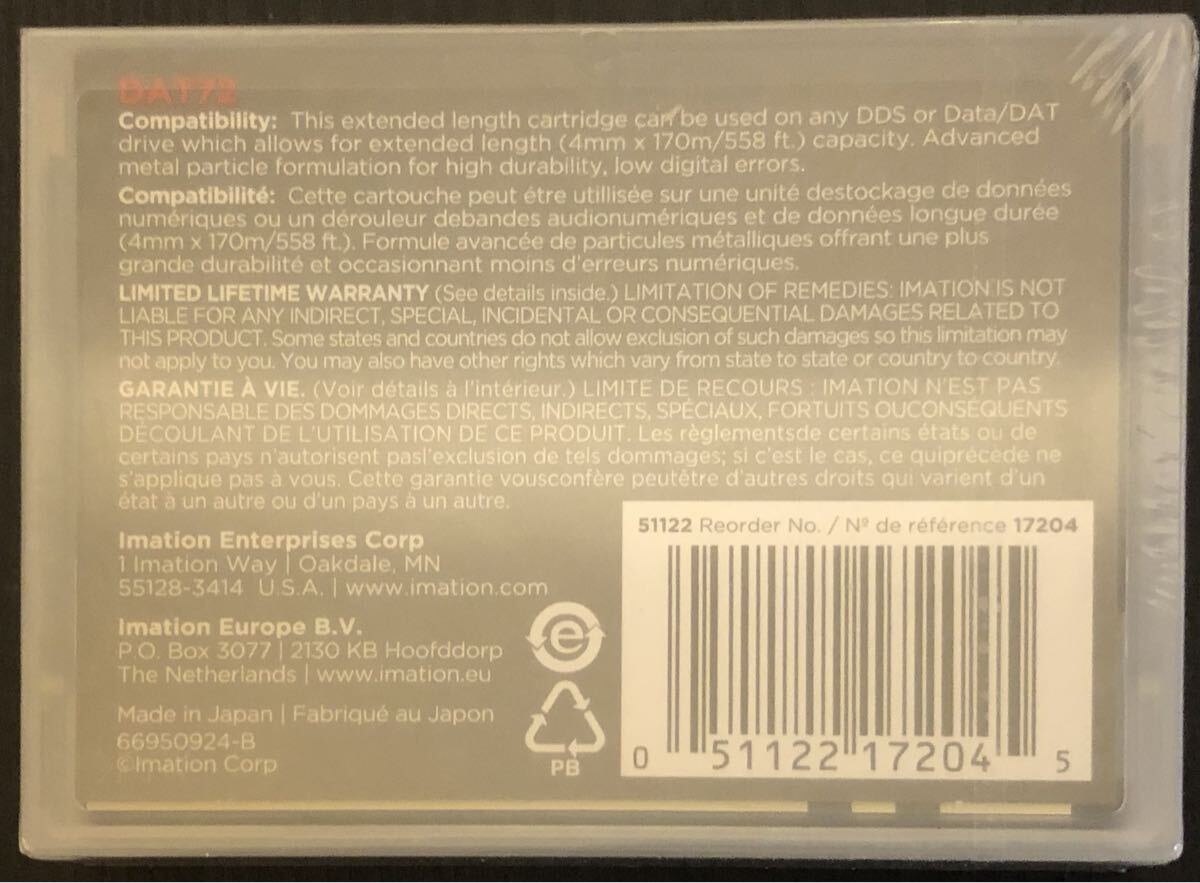 DAT72
Compatibility: This extended length cartridge can be used on any DDS or Data/DAT
drive which allows for extended length (4mm x 170m/558 ft.) capacity. Advanced
metal particle formulation for high durability, low digital errors.
Compatibilité: Cette cartouche peut étre utilisée sur une unité destockage de données
numériques ou un dérouleur debandes audionumériques et de données longue durée
(4mm x 170m/558 ft.). Formule avancée de particules métalliques offrant une plus
grande durabilité et occasionnant moins d'erreurs numériques.
LIMITED LIFETIME WARRANTY (See details inside.) LIMITATION OF REMEDIES: IMATION IS NOT
LIABLE FOR ANY INDIRECT, SPECIAL, INCIDENTAL OR CONSEQUENTIAL DAMAGES RELATED TO
THIS PRODUCT. Some states and countries do not allow exclusion of such damages so this limitation may
not apply to you. You may also have other rights which vary from state to state or country to country.
GARANTIE À VIE. (Voir détails à l'intérieur.) LIMITE DE RECOURS : IMATION N'EST PAS
RESPONSABLE DES DOMMAGES DIRECTS, INDIRECTS, SPÉCIAUX, FORTUITS OUCONSÉQUENTS
DÉCOULANT DE L'UTILISATION DE CE PRODUIT. Les règlementsde certains états ou de
certains pays n'autorisent pasl'exclusion de tels dommages; si c'est le cas, ce quiprécède ne
s'applique pas à vous. Cette garantie vousconfère peutêtre d'autres droits qui varient d'un
état à un autre ou d'un pays à un autre.
Imation Enterprises Corp
1 Imation Way | Oakdale, MN
55128-3414 U.S.A. | www.imation.com
Imation Europe B.V.
P.O. Box 3077 | 2130 KB Hoofddorp
The Netherlands | www.imation.eu
Made in Japan | Fabriqué au Japon
66950924-B
©Imation Corp
e
PB
51122 Reorder No. / Nº de référence 17204
0 51122 17204 5